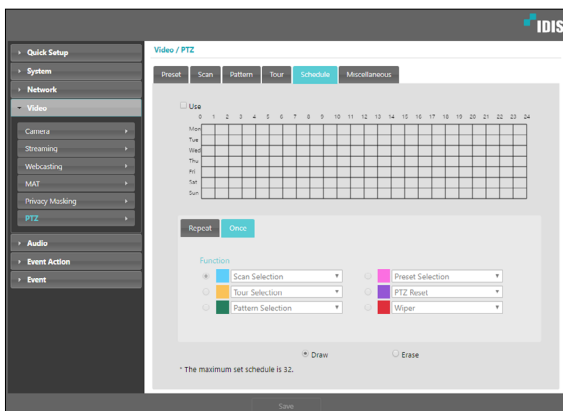 IDIS
Quick Setup
System
Network
Video
Camera
Streaming
Webcasting
MAT
Privacy Masking
PTZ
Audio
Event Action
Event
Video / PTZ
Preset Scan Pattern Tour Schedule Miscellaneous
Use
0 1 2 3 4 5 6 7 8 9 10 11 12 13 14 15 16 17 18 19 20 21 22 23 24
Mon
Tue
Wed
Thu
Fri
Sat
Sun
Repeat Once
Function
Scan Selection Preset Selection
Tour Selection PTZ Reset
Pattern Selection Wiper
Draw Erase
* The maximum set schedule is 32.
Save